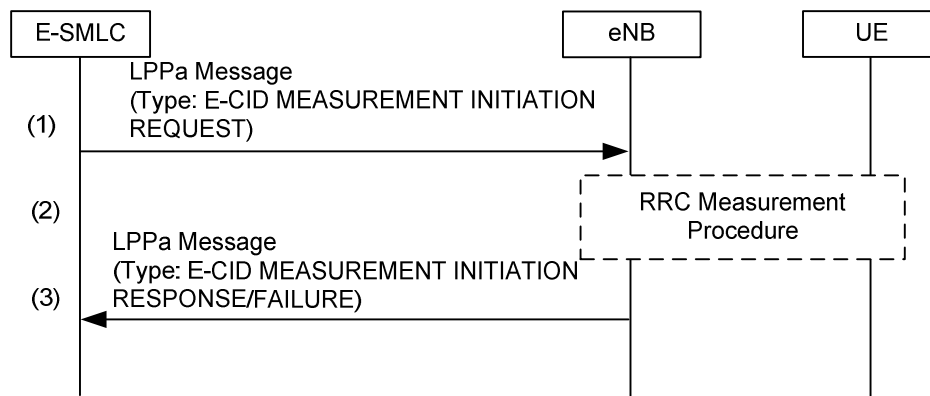 E-SMLC
eNB
UE
LPPa Message
(Type: E-CID MEASUREMENT INITIATION
REQUEST)
(1)
(2)
RRC Measurement
Procedure
LPPa Message
(Type: E-CID MEASUREMENT INITIATION
RESPONSE/FAILURE)
(3)